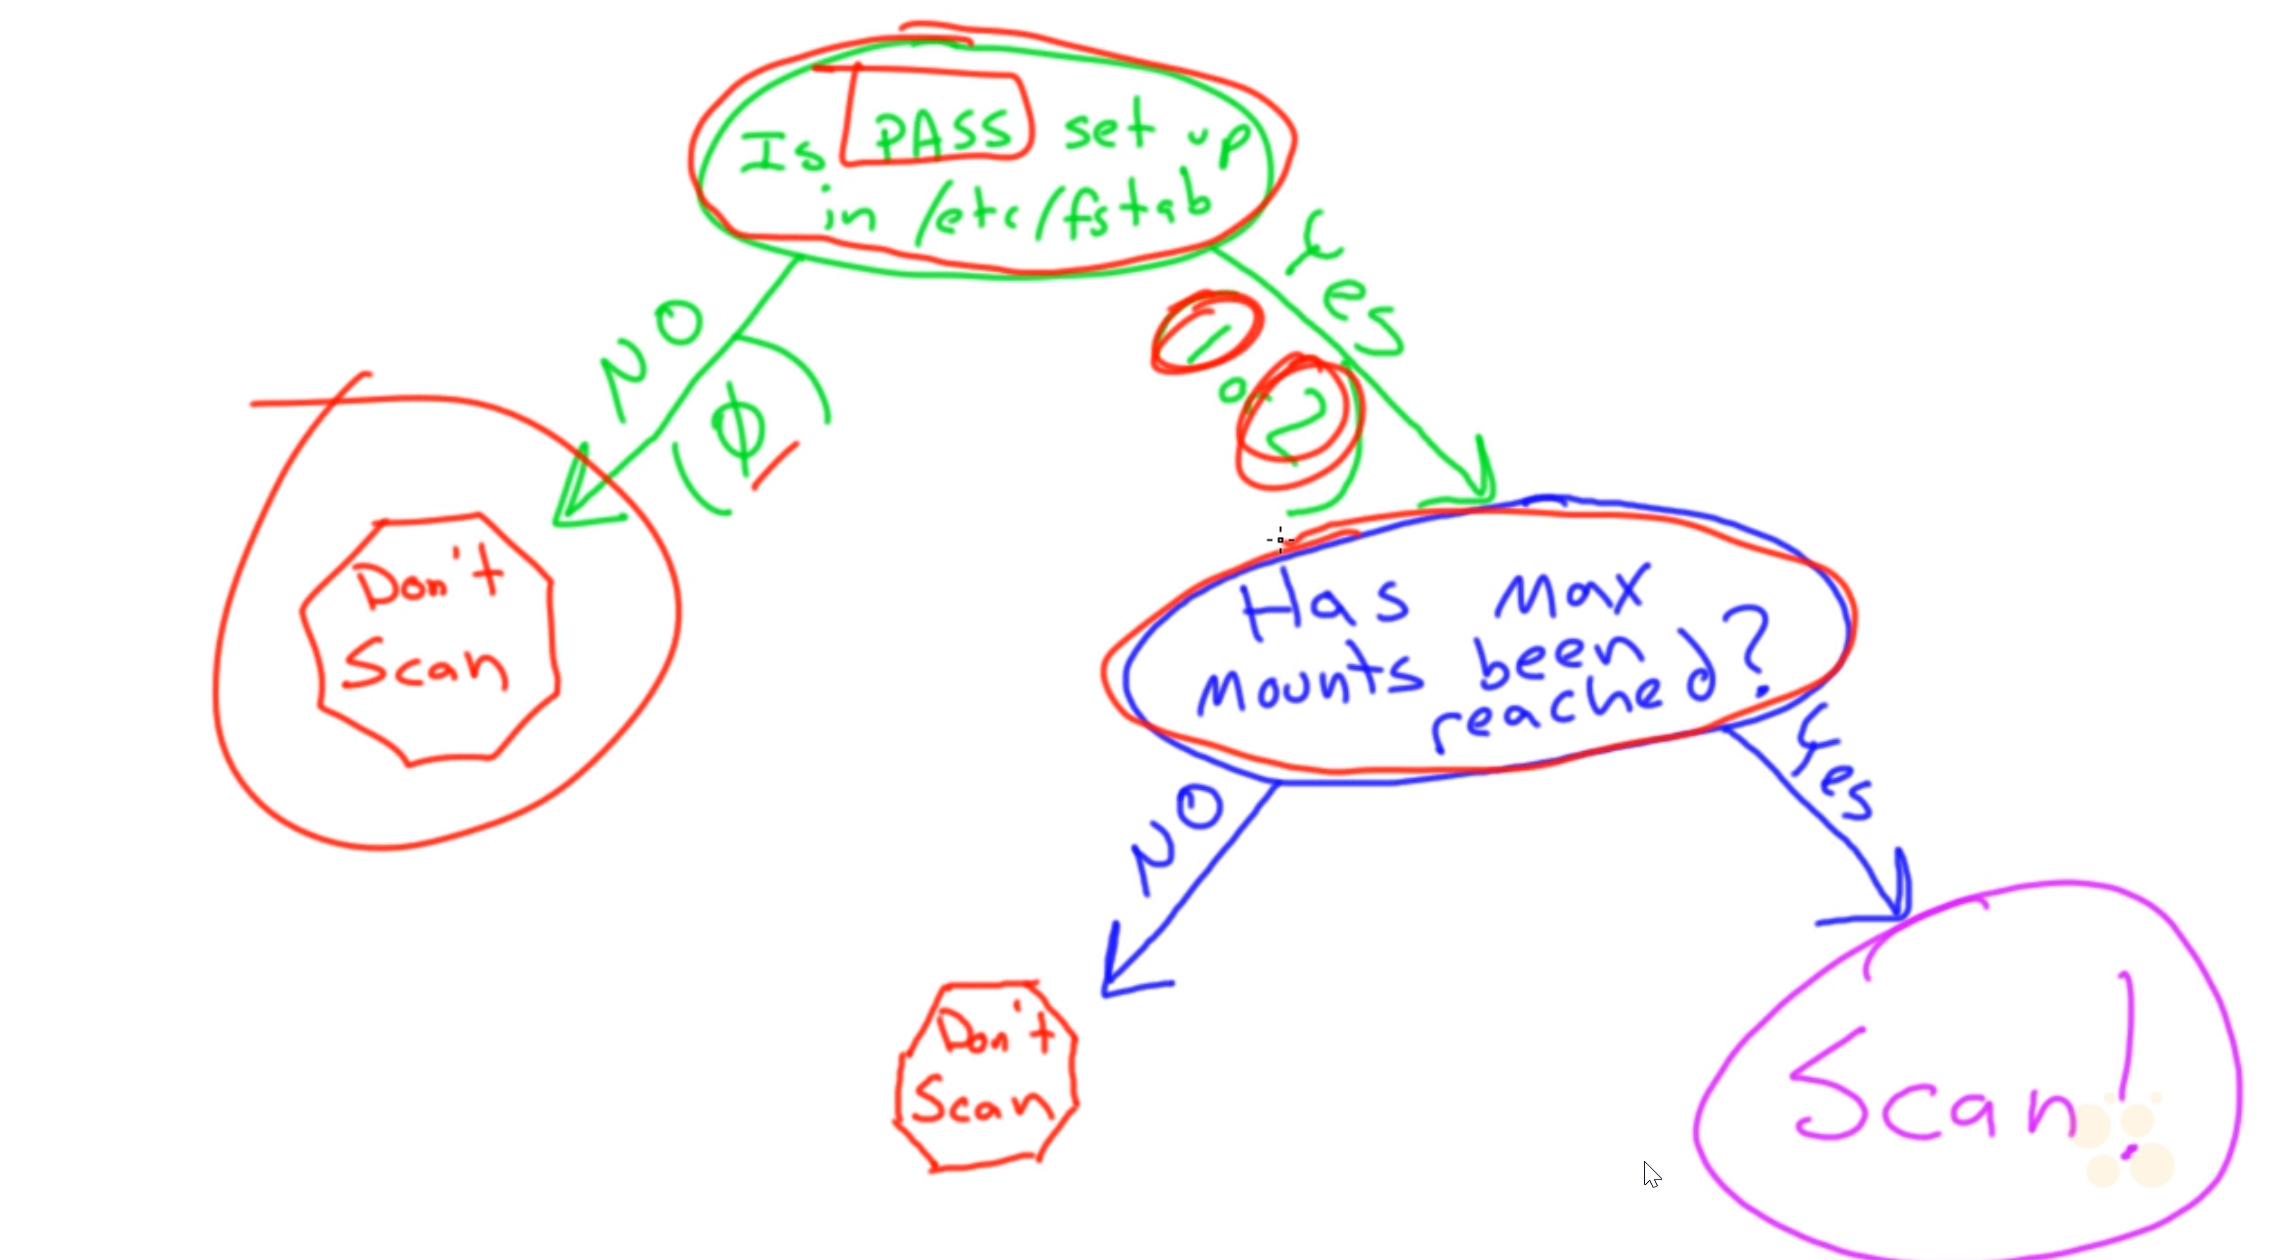 Is PASS set up
in /etc/fstab
NO
(ϕ)
Yes
1
or 2
Don't
Scan
Has Max
Mounts been
reached?
NO
Yes
Don't
Scan
Scan!